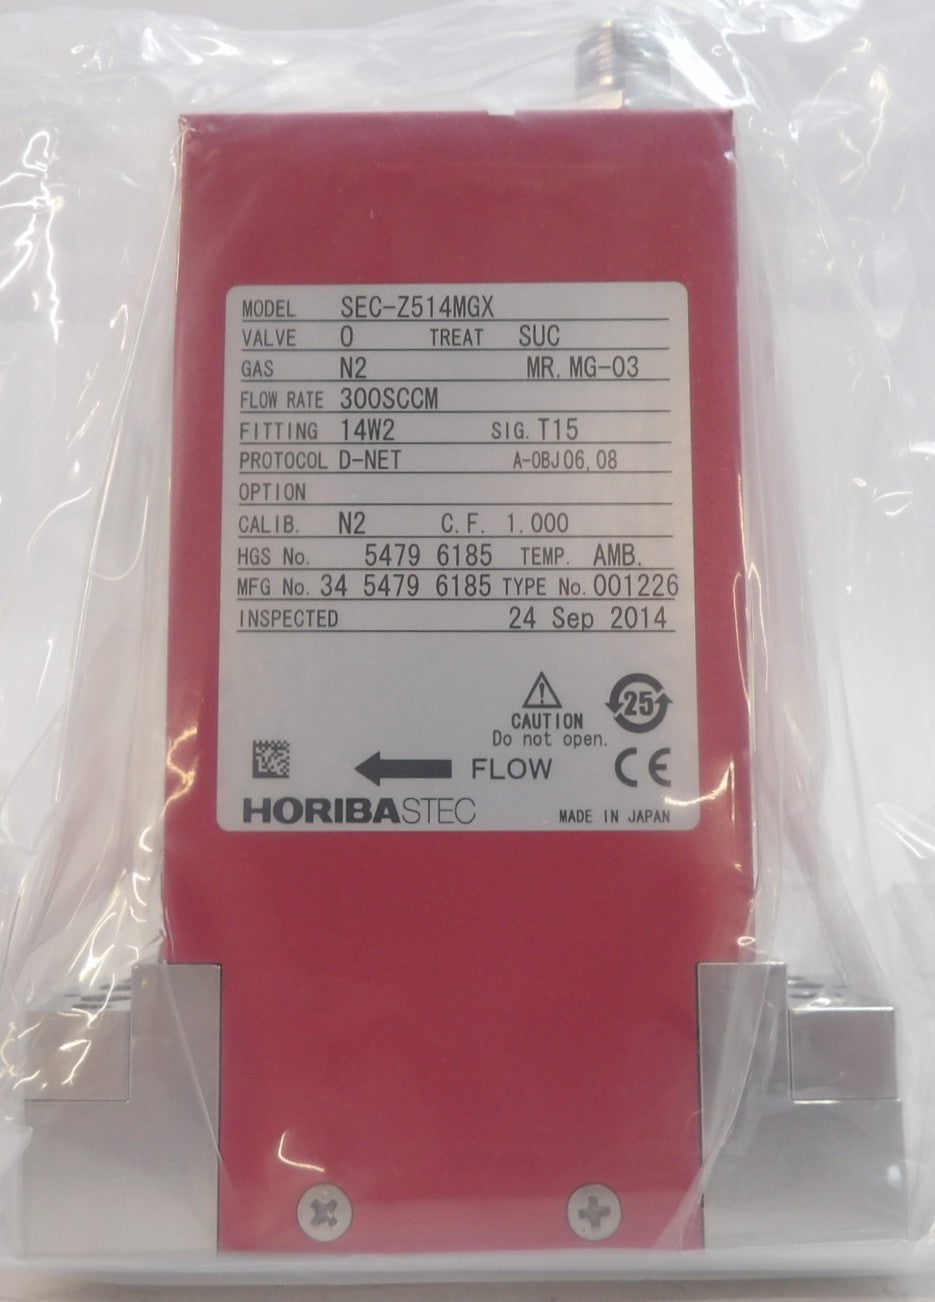 MODEL SEC-Z514MGX
VALVE O TREAT SUC
GAS N2 MR. MG-03
FLOW RATE 300SCCM
FITTING 14W2 SIG. T15
PROTOCOL D-NET A-OBJ06,08
OPTION
CALIB. N2 C.F. 1.000
HGS No. 5479 6185 TEMP. AMB.
MFG No. 34 5479 6185 TYPE No. 001226
INSPECTED 24 Sep 2014
25
CAUTION
Do not open.
FLOW CE
HORIBASTEC MADE IN JAPAN